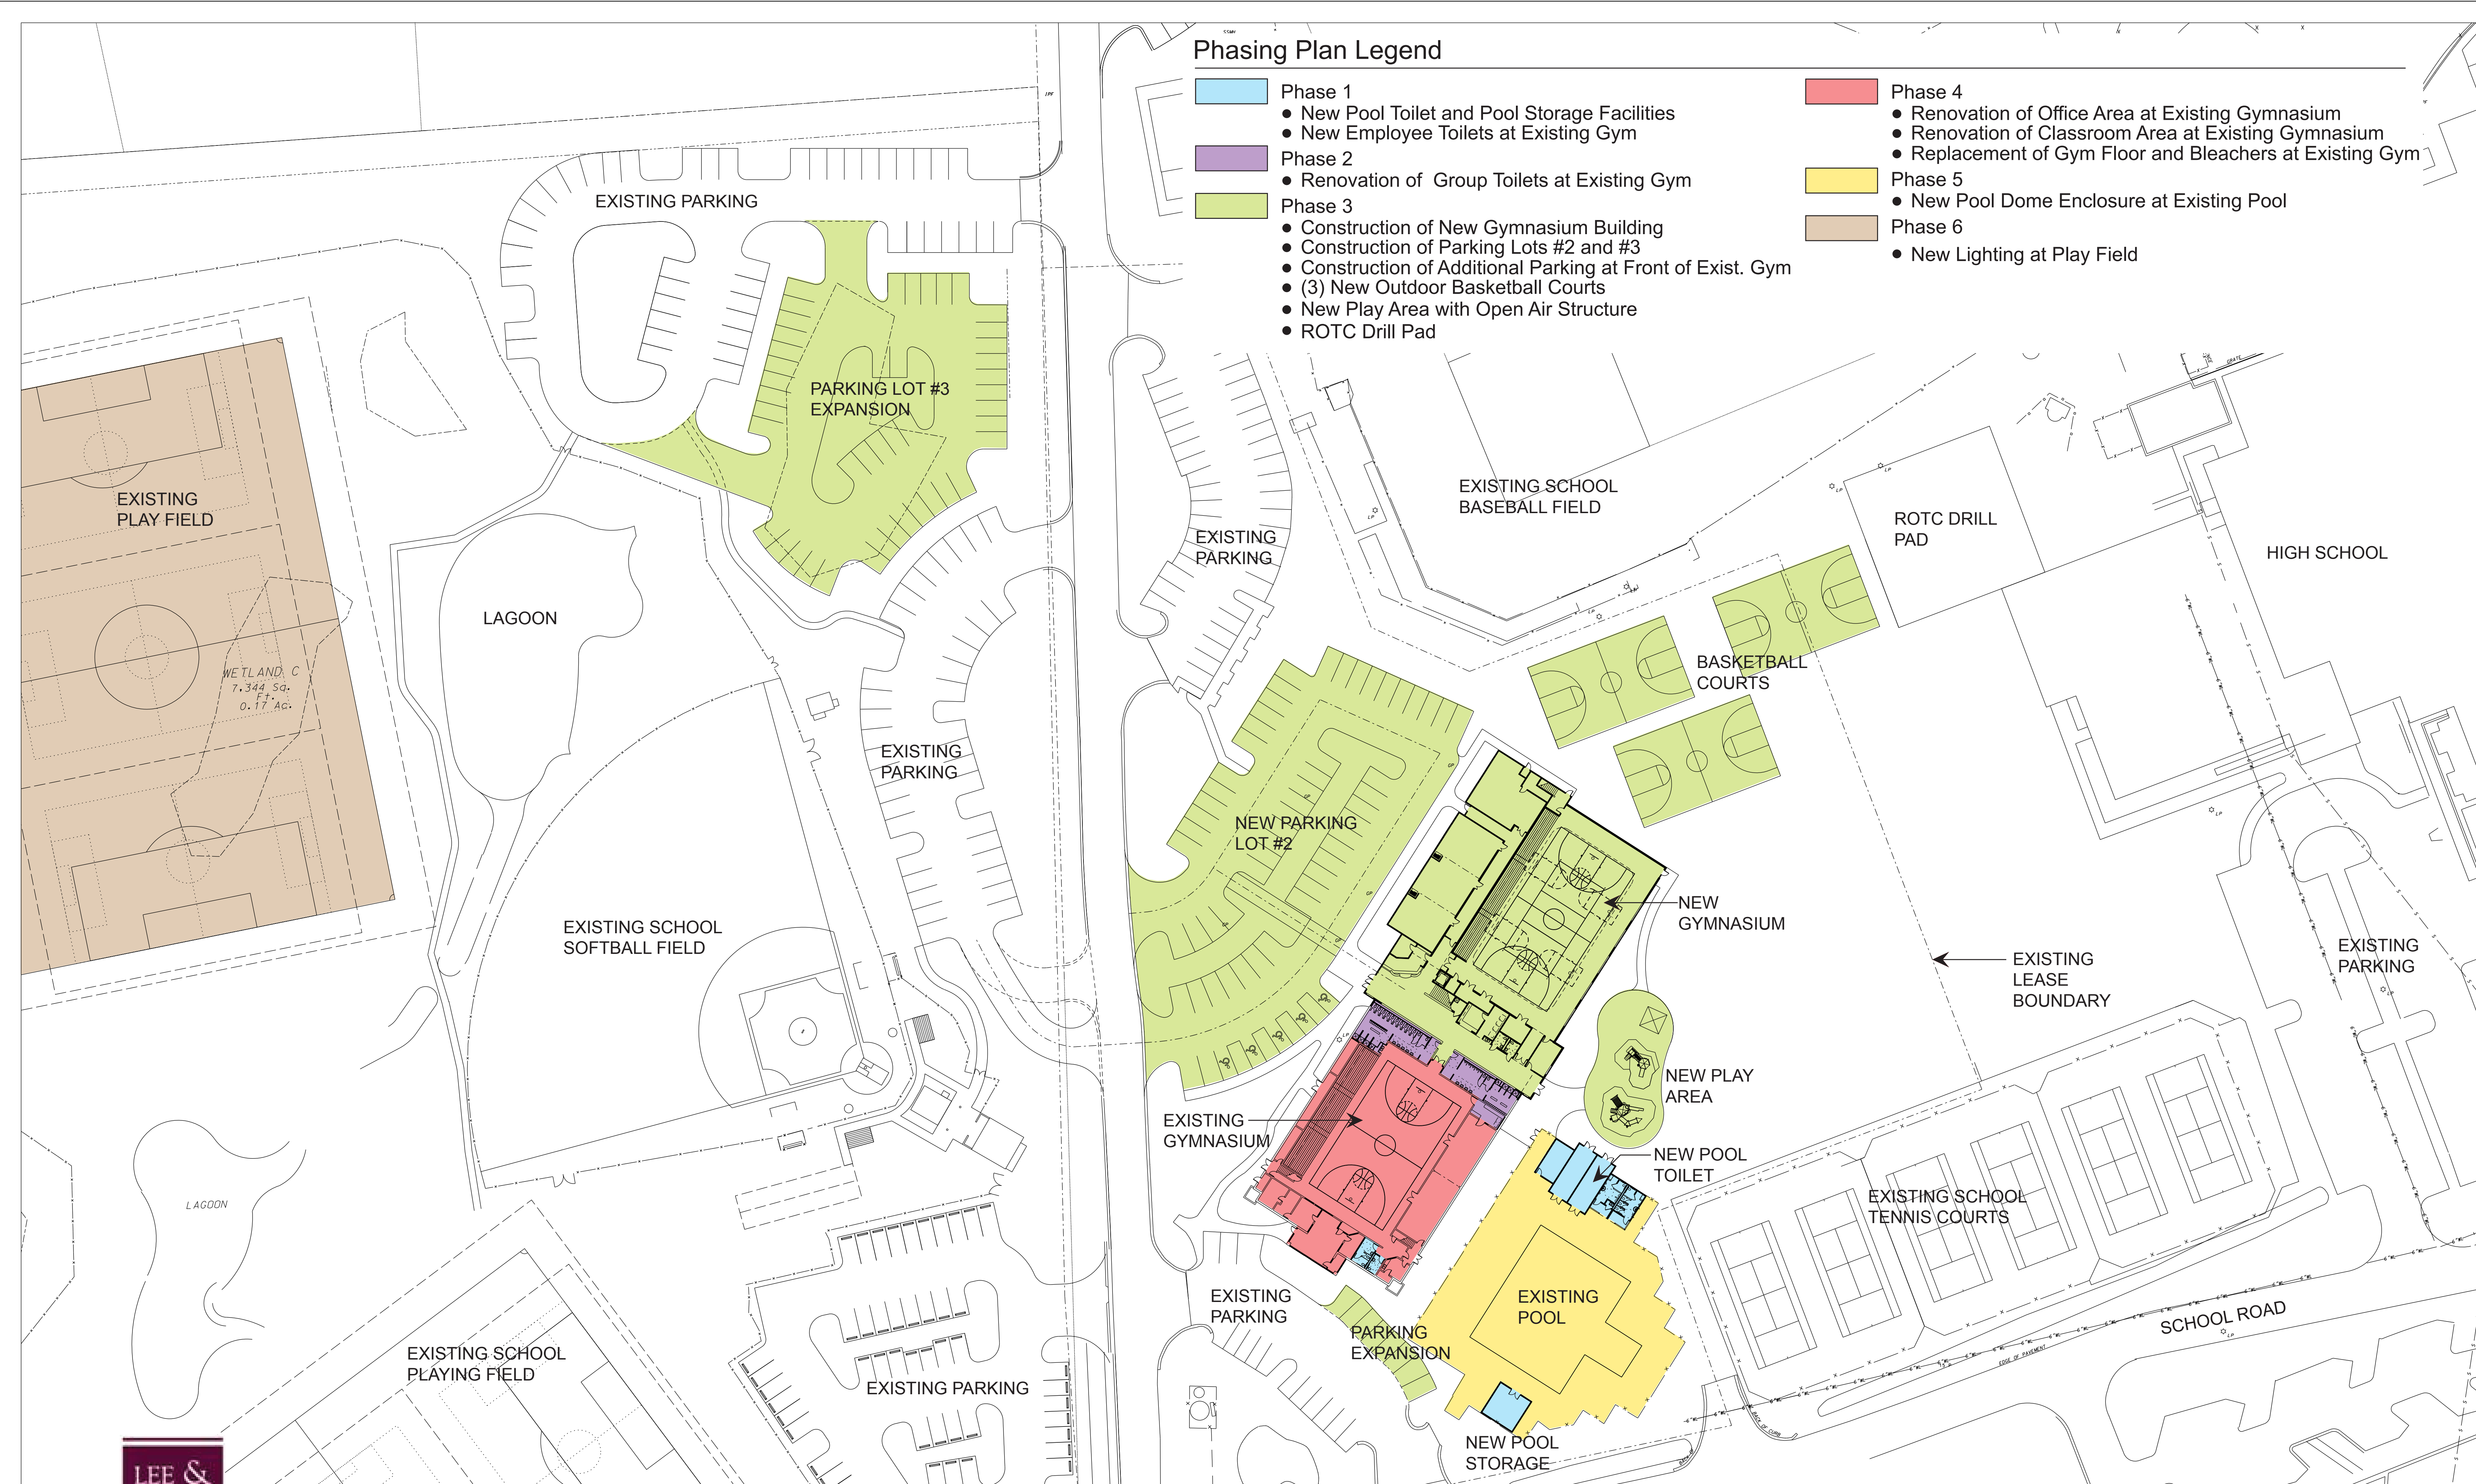 Phasing Plan Legend
Phase 1
● New Pool Toilet and Pool Storage Facilities
● New Employee Toilets at Existing Gym
Phase 2
● Renovation of Group Toilets at Existing Gym
Phase 3
● Construction of New Gymnasium Building
● Construction of Parking Lots #2 and #3
● Construction of Additional Parking at Front of Exist. Gym
● (3) New Outdoor Basketball Courts
● New Play Area with Open Air Structure
● ROTC Drill Pad
Phase 4
● Renovation of Office Area at Existing Gymnasium
● Renovation of Classroom Area at Existing Gymnasium
● Replacement of Gym Floor and Bleachers at Existing Gym
Phase 5
● New Pool Dome Enclosure at Existing Pool
Phase 6
● New Lighting at Play Field
EXISTING PARKING
PARKING LOT #3
EXPANSION
EXISTING
PLAY FIELD
LAGOON
WETLAND C
7,344 Sq.
Ft.
0.17 Ac.
EXISTING
PARKING
EXISTING SCHOOL
BASEBALL FIELD
ROTC DRILL
PAD
HIGH SCHOOL
BASKETBALL
COURTS
EXISTING
PARKING
NEW PARKING
LOT #2
NEW
GYMNASIUM
EXISTING SCHOOL
SOFTBALL FIELD
EXISTING
LEASE
BOUNDARY
EXISTING
PARKING
NEW PLAY
AREA
EXISTING
GYMNASIUM
NEW POOL
TOILET
EXISTING SCHOOL
TENNIS COURTS
LAGOON
EXISTING
PARKING
EXISTING
POOL
PARKING
EXPANSION
SCHOOL ROAD
EDGE OF PAVEMENT
BACK OF CURB
EXISTING SCHOOL
PLAYING FIELD
EXISTING PARKING
NEW POOL
STORAGE
LEE &